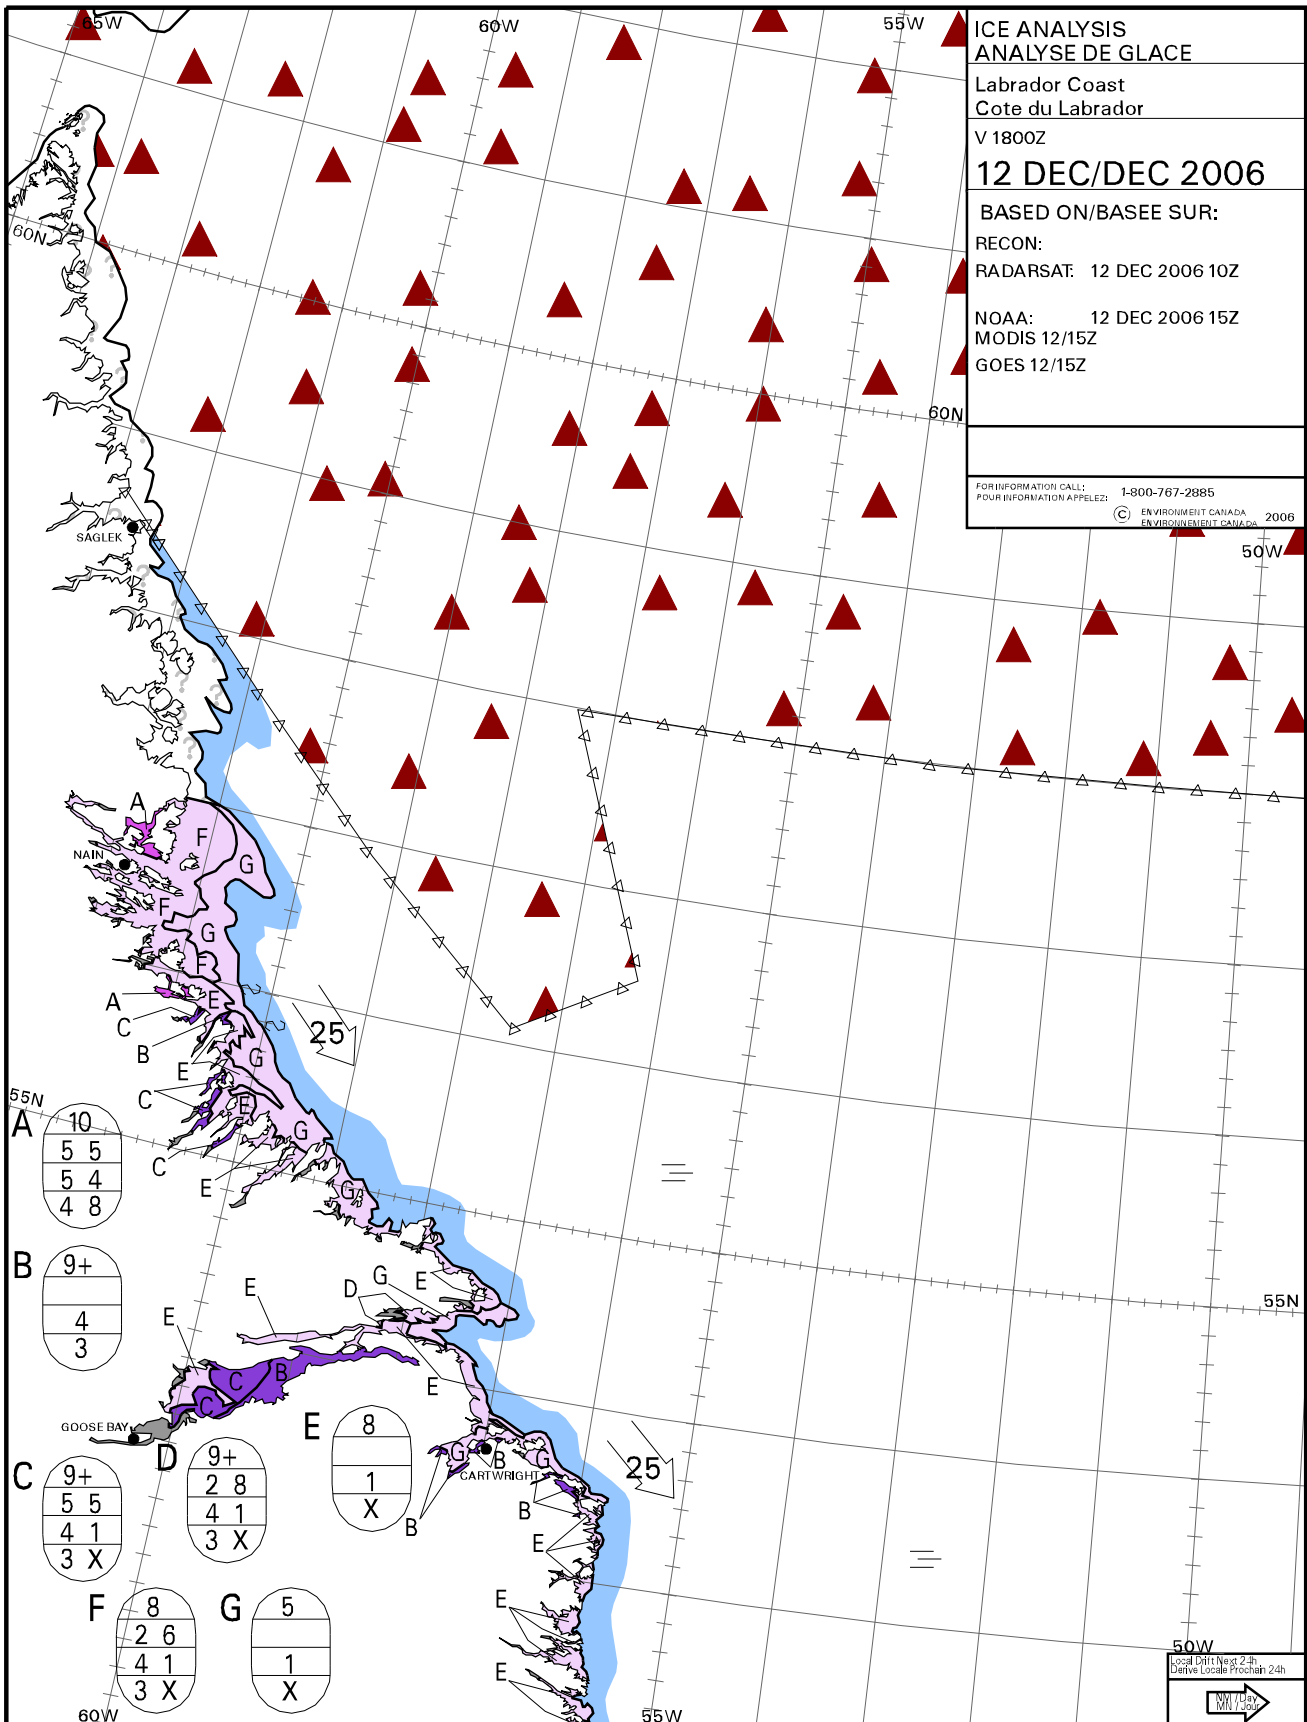 65W
60W
55W
ICE ANALYSIS
ANALYSE DE GLACE
Labrador Coast
Cote du Labrador
V 1800Z
12 DEC/DEC 2006
BASED ON/BASEE SUR:
RECON:
RADARSAT: 12 DEC 2006 10Z
NOAA: 12 DEC 2006 15Z
MODIS 12/15Z
GOES 12/15Z
FOR INFORMATION CALL:
POUR INFORMATION APPELEZ: 1-800-767-2885
© ENVIRONMENT CANADA
ENVIRONNEMENT CANADA 2006
60N
60N
50W
SAGLEK
A
F
NAIN
G
F
G
F
A
E
C
B
25
E
G
C
E
55N
G
C
E
G
A
10
5 5
5 4
4 8
B
9+
4
3
E
D
G
E
55N
E
C
B
C
E
GOOSE BAY
G
B
G
CARTWRIGHT
25
B
B
E
C
9+
5 5
4 1
3 X
D
9+
2 8
4 1
3 X
E
8
1
X
F
8
2 6
4 1
3 X
G
5
1
X
E
E
60W
55W
50W
Local Drift Next 24h
Derive Locale Prochain 24h
NM / Day
MN / Jour